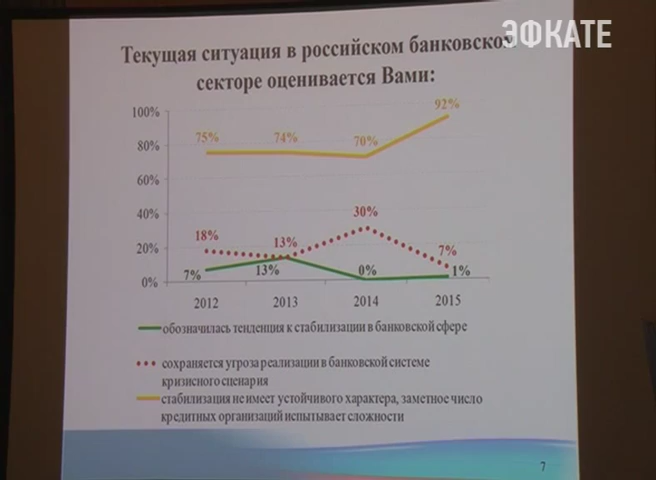 ЭФКАТЕ
Текущая ситуация в российском банковском
секторе оценивается Вами:
100%
80%
60%
40%
20%
0%
75%
74%
70%
92%
18%
13%
30%
7%
7%
13%
0%
1%
2012
2013
2014
2015
обозначилась тенденция к стабилизации в банковской сфере
сохраняется угроза реализации в банковской системе
кризисного сценария
стабилизация не имеет устойчивого характера, заметное число
кредитных организаций испытывает сложности
7